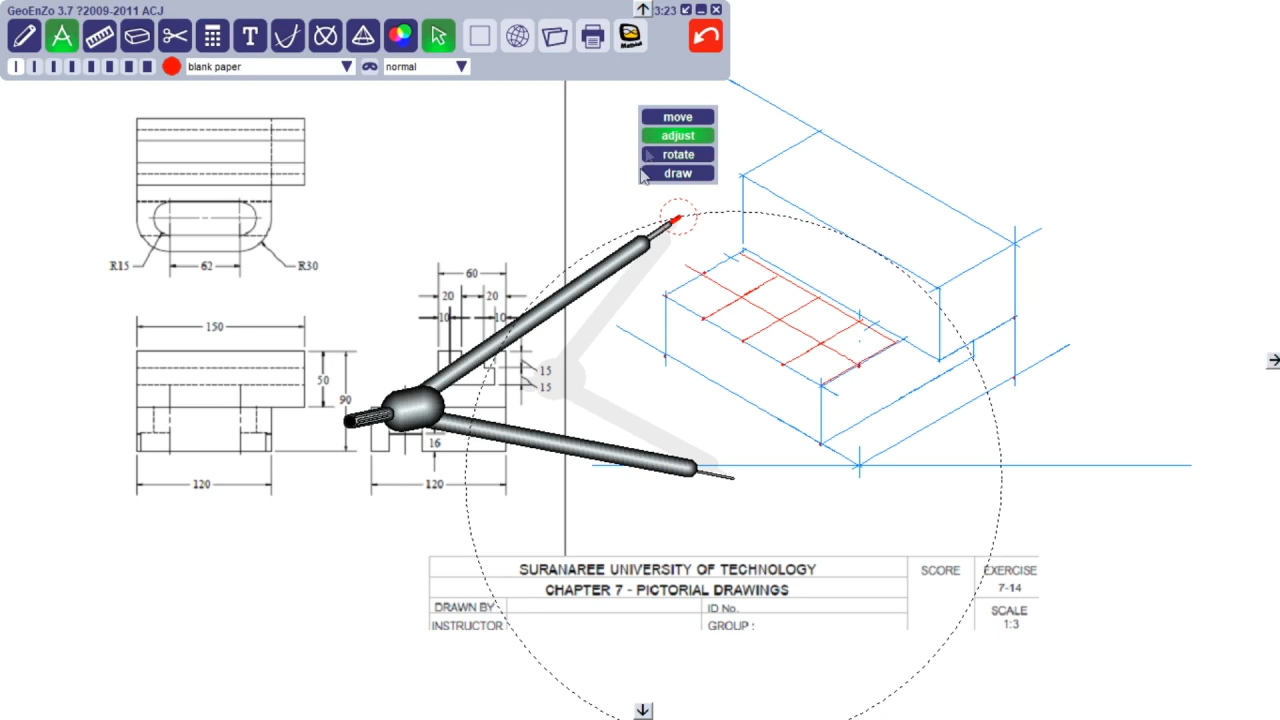 GeoEnZo 3.7 ?2009-2011 ACJ
3:23
T
Mathiat
blank paper
normal
move
adjust
rotate
draw
R15
62
R30
60
20
20
10
10
150
50
90
15
15
16
120
120
SURANAREE UNIVERSITY OF TECHNOLOGY
SCORE
EXERCISE
CHAPTER 7 - PICTORIAL DRAWINGS
7-14
DRAWN BY
ID No.
SCALE
INSTRUCTOR
GROUP :
1:3